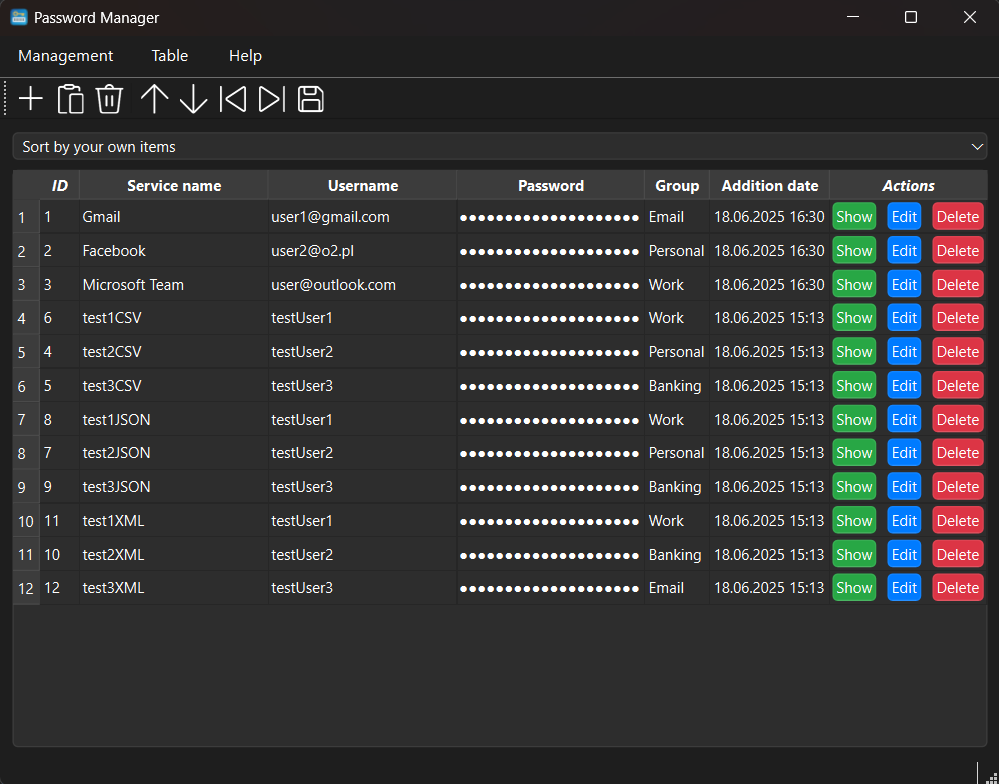 Password Manager
Management Table Help
Sort by your own items
ID Service name Username Password Group Addition date Actions
1 1 Gmail user1@gmail.com ●●●●●●●●●●●●●●●●●●●● Email 18.06.2025 16:30 Show Edit Delete
2 2 Facebook user2@o2.pl ●●●●●●●●●●●●●●●●●●●● Personal 18.06.2025 16:30 Show Edit Delete
3 3 Microsoft Team user@outlook.com ●●●●●●●●●●●●●●●●●●●● Work 18.06.2025 16:30 Show Edit Delete
4 6 test1CSV testUser1 ●●●●●●●●●●●●●●●●●●●● Work 18.06.2025 15:13 Show Edit Delete
5 4 test2CSV testUser2 ●●●●●●●●●●●●●●●●●●●● Personal 18.06.2025 15:13 Show Edit Delete
6 5 test3CSV testUser3 ●●●●●●●●●●●●●●●●●●●● Banking 18.06.2025 15:13 Show Edit Delete
7 8 test1JSON testUser1 ●●●●●●●●●●●●●●●●●●●● Work 18.06.2025 15:13 Show Edit Delete
8 7 test2JSON testUser2 ●●●●●●●●●●●●●●●●●●●● Personal 18.06.2025 15:13 Show Edit Delete
9 9 test3JSON testUser3 ●●●●●●●●●●●●●●●●●●●● Banking 18.06.2025 15:13 Show Edit Delete
10 11 test1XML testUser1 ●●●●●●●●●●●●●●●●●●●● Work 18.06.2025 15:13 Show Edit Delete
11 10 test2XML testUser2 ●●●●●●●●●●●●●●●●●●●● Banking 18.06.2025 15:13 Show Edit Delete
12 12 test3XML testUser3 ●●●●●●●●●●●●●●●●●●●● Email 18.06.2025 15:13 Show Edit Delete